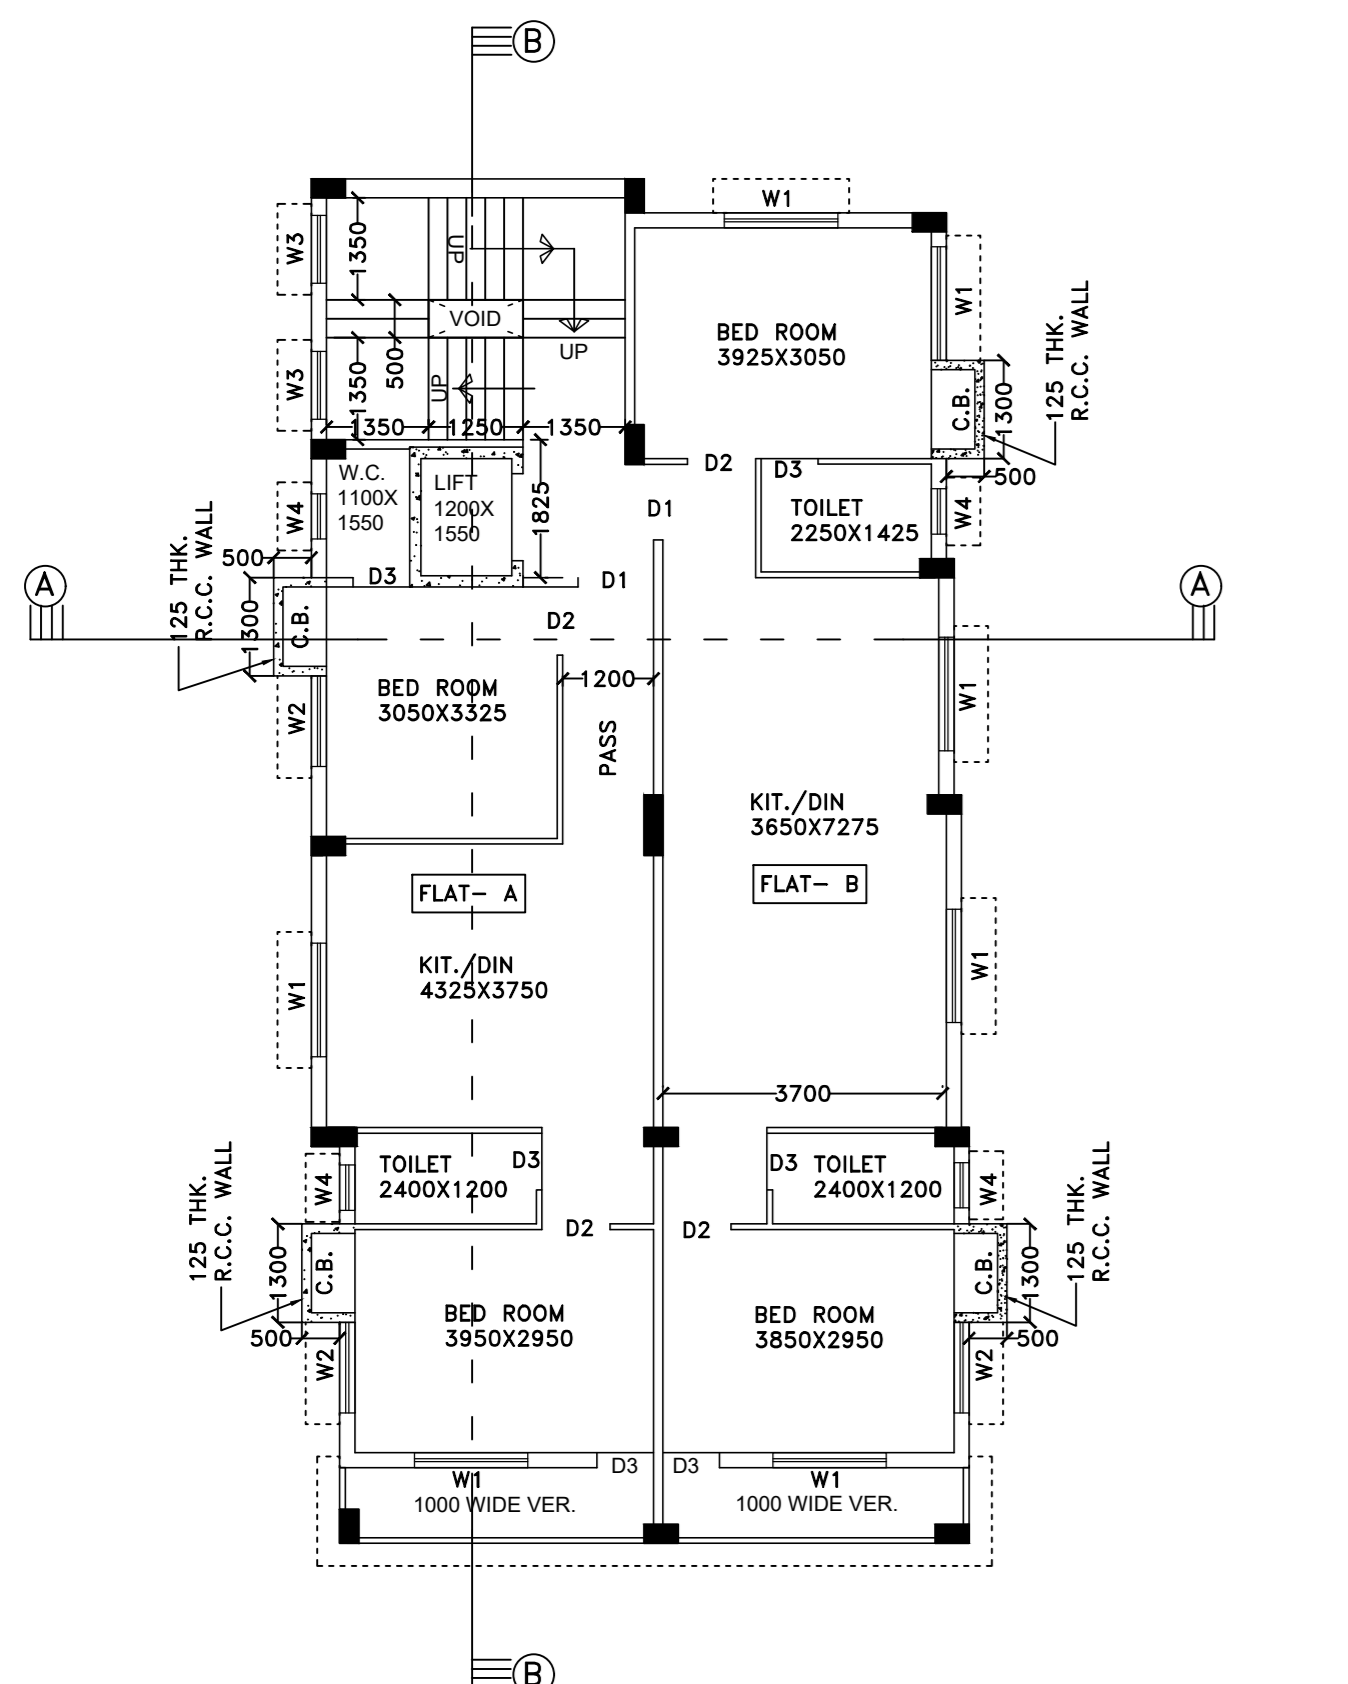 B
W1
W3
1350
UP
W1
VOID
BED ROOM
3925X3050
125 THK.
R.C.C. WALL
UP
W3
1350
500
UP
C.B.
1300
1350
1250
1350
D2
D3
500
W.C.
1100X
1550
LIFT
1200X
1550
1825
D1
TOILET
2250X1425
W4
W4
125 THK.
R.C.C. WALL
500
D3
D1
A
A
1300
C.B.
D2
BED ROOM
3050X3325
1200
W1
W2
PASS
KIT./DIN
3650X7275
FLAT- A
FLAT- B
KIT./DIN
4325X3750
W1
W1
3700
TOILET
2400X1200
D3
D3
TOILET
2400X1200
W4
W4
125 THK.
R.C.C. WALL
D2
D2
125 THK.
R.C.C. WALL
1300
C.B.
C.B.
1300
BED ROOM
3950X2950
BED ROOM
3850X2950
500
500
W2
W2
D3
D3
W1
1000 WIDE VER.
W1
1000 WIDE VER.
B